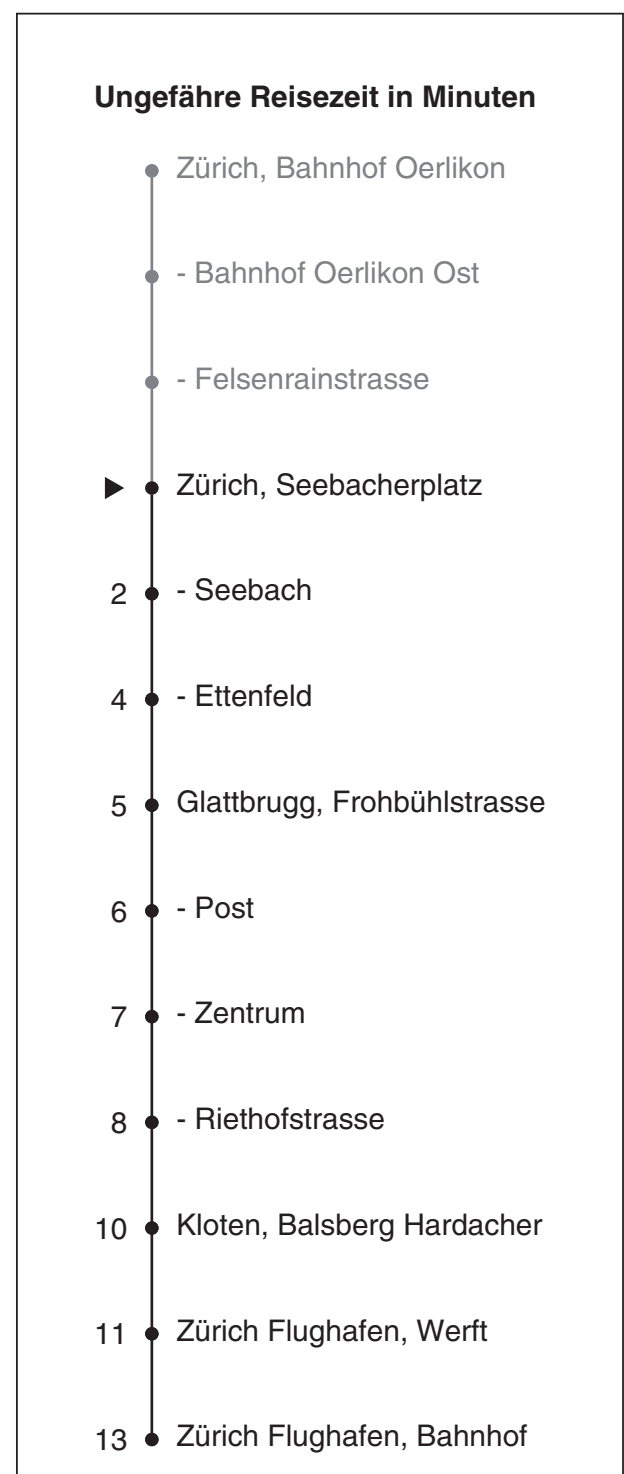 Ungefähre Reisezeit in Minuten
Zürich, Bahnhof Oerlikon
- Bahnhof Oerlikon Ost
- Felsenrainstrasse
Zürich, Seebacherplatz
2 - Seebach
4 - Ettenfeld
5 Glattbrugg, Frohbühlstrasse
6 - Post
7 - Zentrum
8 - Riethofstrasse
10 Kloten, Balsberg Hardacher
11 Zürich Flughafen, Werft
13 Zürich Flughafen, Bahnhof